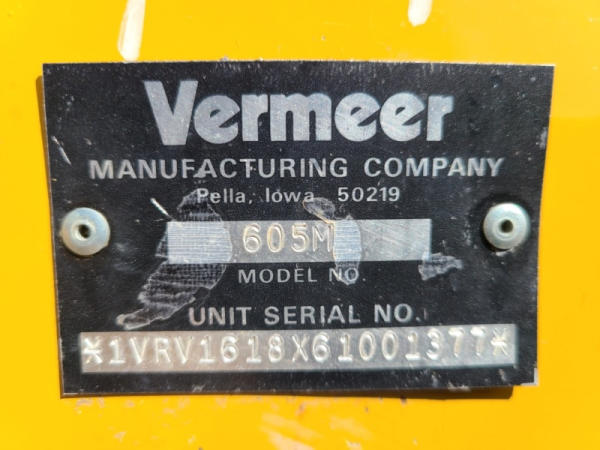 Vermeer
MANUFACTURING COMPANY
Pella, Iowa 50219
605M
MODEL NO.
UNIT SERIAL NO.
*1VRV1618X61001377*